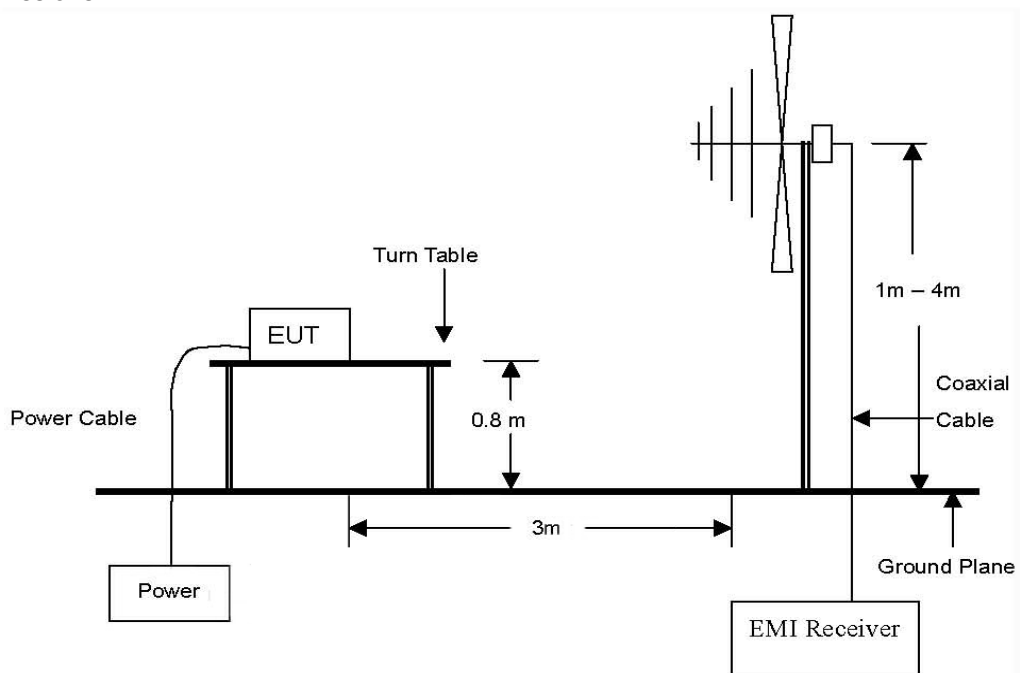 Turn Table
1m – 4m
EUT
Power Cable
0.8 m
Coaxial
Cable
3m
Ground Plane
Power
EMI Receiver